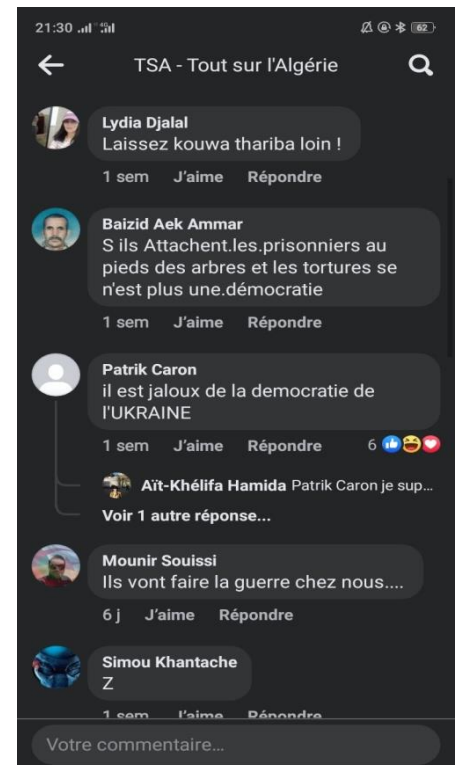 21:30
4G
62
TSA - Tout sur l'Algérie
Lydia Djalal
Laissez kouwa thariba loin !
1 sem J'aime Répondre
Baizid Aek Ammar
S ils Attachent.les.prisonniers au
pieds des arbres et les tortures se
n'est plus une.démocratie
1 sem J'aime Répondre
Patrik Caron
il est jaloux de la democratie de
l'UKRAINE
1 sem J'aime Répondre 6
Aït-Khélifa Hamida Patrik Caron je sup...
Voir 1 autre réponse...
Mounir Souissi
Ils vont faire la guerre chez nous....
6 j J'aime Répondre
Simou Khantache
Z
1 sem J'aime Répondre
Votre commentaire...